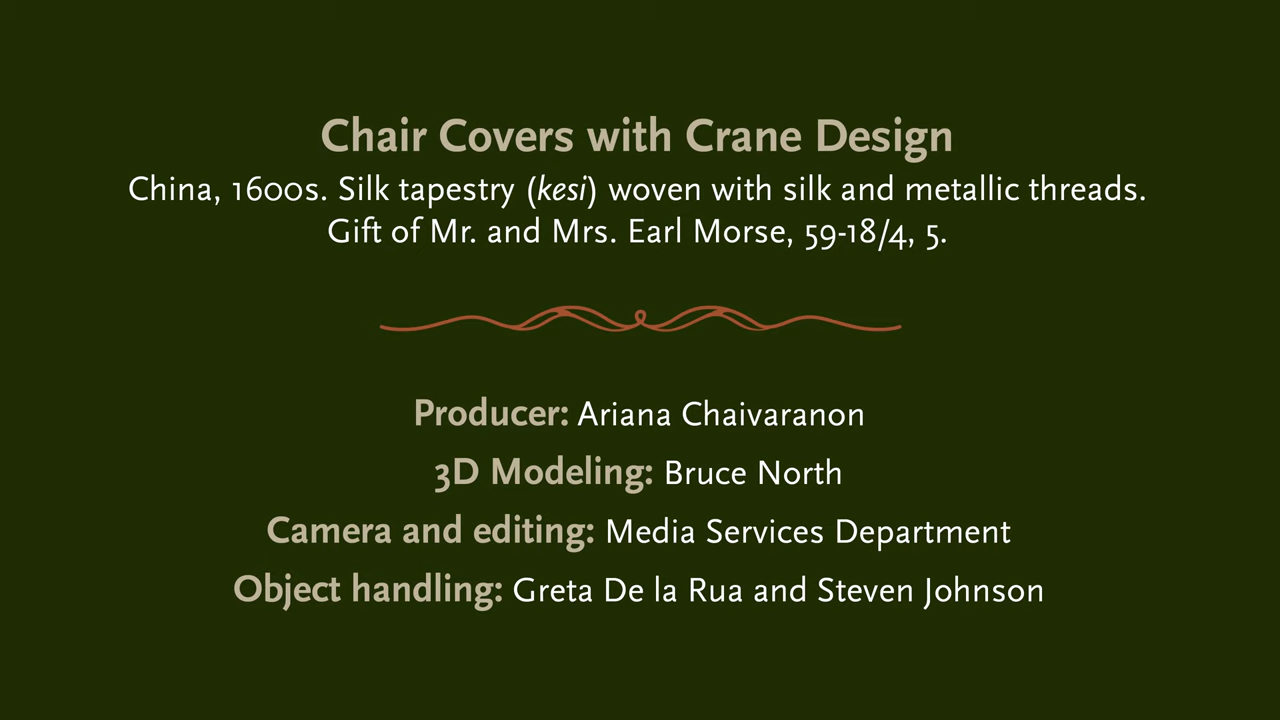 Chair Covers with Crane Design
China, 1600s. Silk tapestry (kesi) woven with silk and metallic threads.
Gift of Mr. and Mrs. Earl Morse, 59-18/4, 5.
Producer: Ariana Chaivaranon
3D Modeling: Bruce North
Camera and editing: Media Services Department
Object handling: Greta De la Rua and Steven Johnson